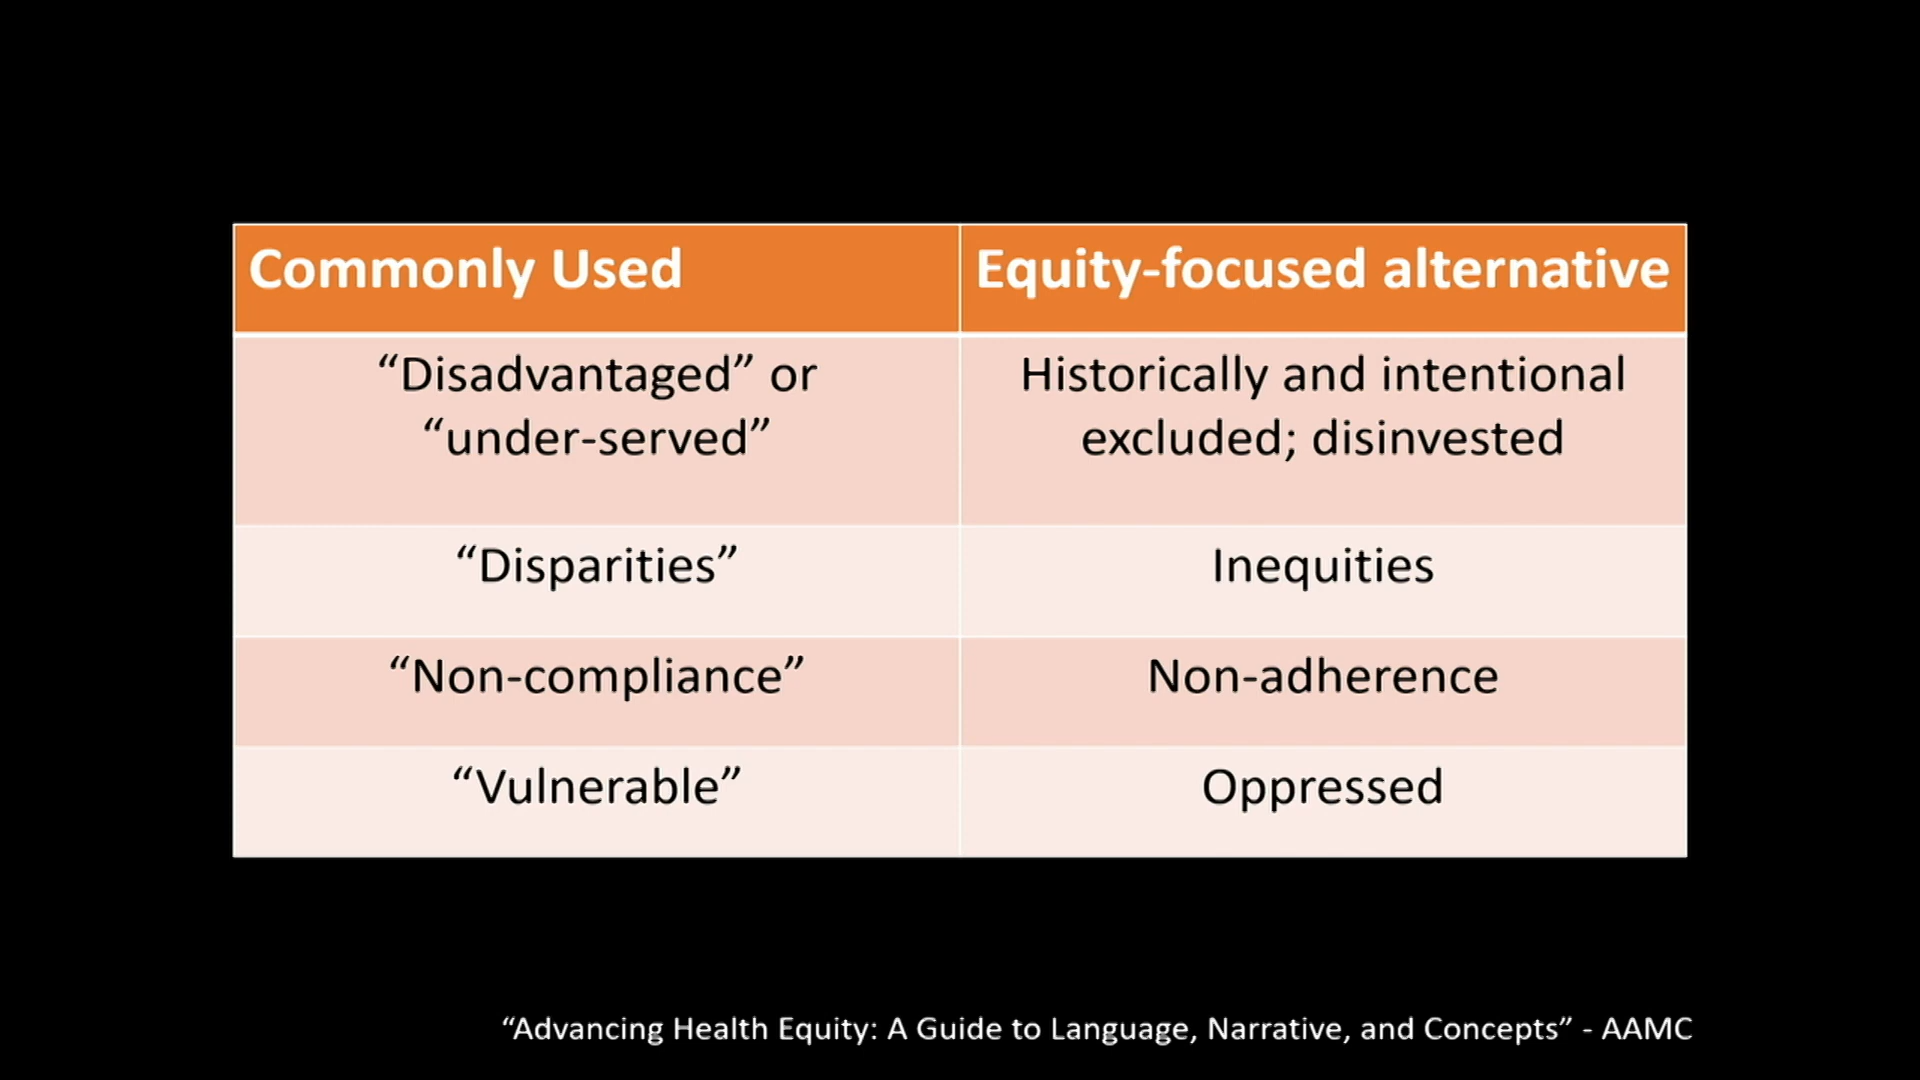 Commonly Used
Equity-focused alternative
“Disadvantaged” or
“under-served”
Historically and intentional
excluded; disinvested
“Disparities”
Inequities
“Non-compliance”
Non-adherence
“Vulnerable”
Oppressed
“Advancing Health Equity: A Guide to Language, Narrative, and Concepts” - AAMC